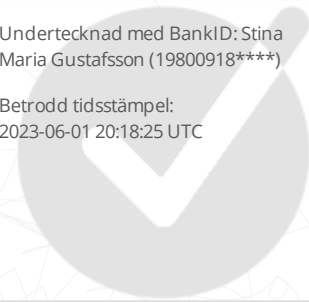 Undertecknad med BankID: Stina
Maria Gustafsson (19800918****)
Betrodd tidsstämpel:
2023-06-01 20:18:25 UTC